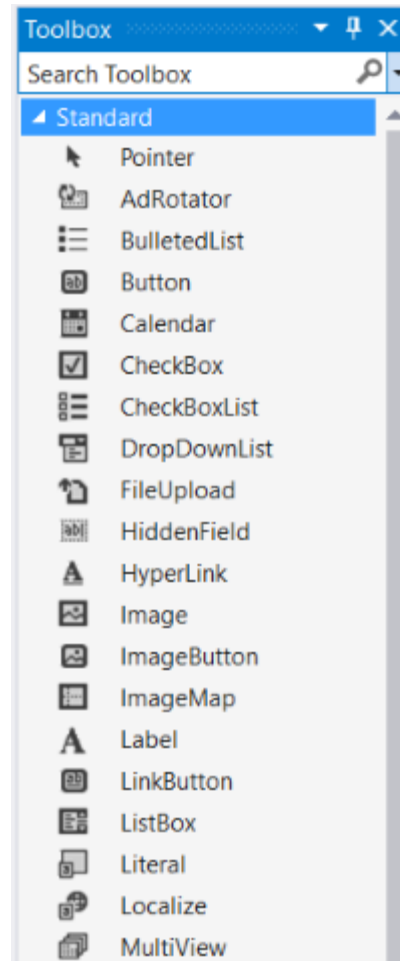 Toolbox
Search Toolbox
Standard
Pointer
AdRotator
BulletedList
Button
Calendar
CheckBox
CheckBoxList
DropDownList
FileUpload
HiddenField
HyperLink
Image
ImageButton
ImageMap
Label
LinkButton
ListBox
Literal
Localize
MultiView